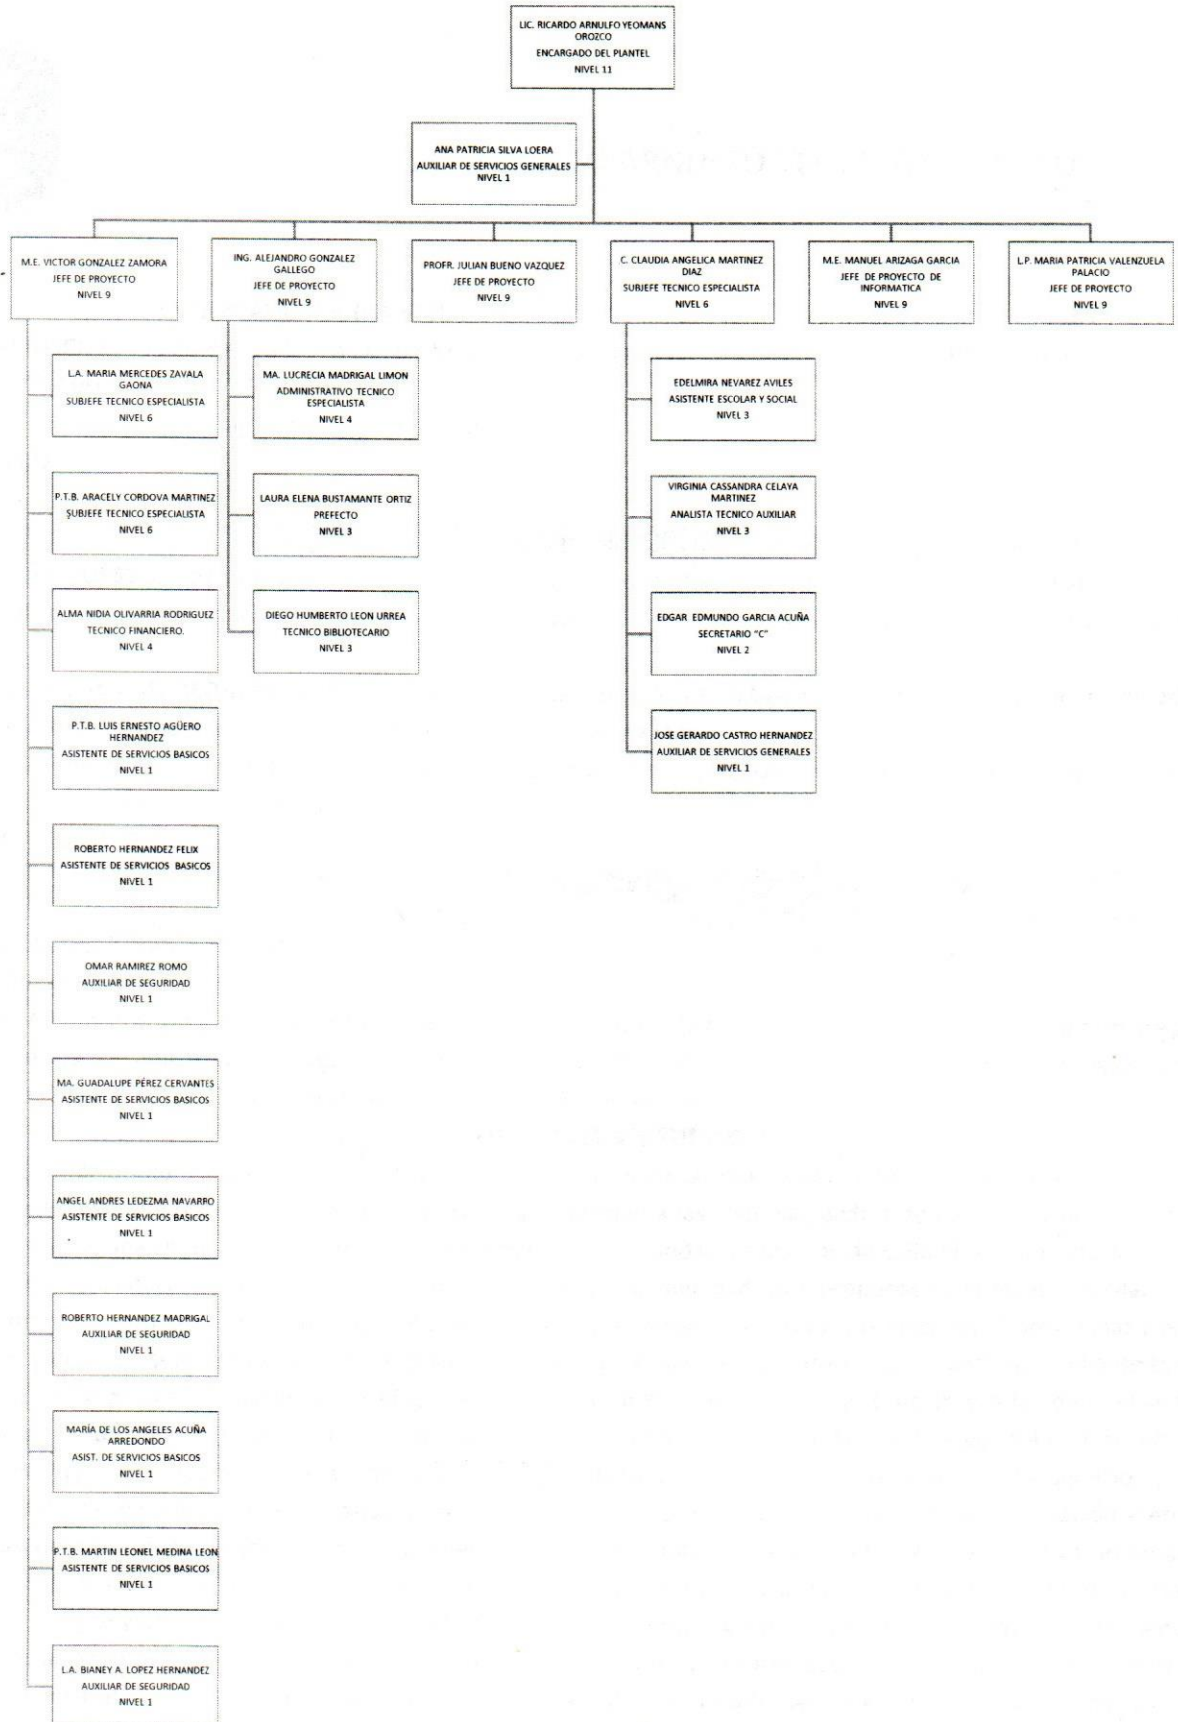 LIC. RICARDO ARNULFO YEOMANS
OROZCO
ENCARGADO DEL PLANTEL
NIVEL 11
ANA PATRICIA SILVA LOERA
AUXILIAR DE SERVICIOS GENERALES
NIVEL 1
M.E. VICTOR GONZALEZ ZAMORA
JEFE DE PROYECTO
NIVEL 9
ING. ALEJANDRO GONZALEZ
GALLEGO
JEFE DE PROYECTO
NIVEL 9
PROFR. JULIAN BUENO VAZQUEZ
JEFE DE PROYECTO
NIVEL 9
C. CLAUDIA ANGELICA MARTINEZ
DIAZ
SUBJEFE TECNICO ESPECIALISTA
NIVEL 6
M.E. MANUEL ARIZAGA GARCIA
JEFE DE PROYECTO DE
INFORMATICA
NIVEL 9
L.P. MARIA PATRICIA VALENZUELA
PALACIO
JEFE DE PROYECTO
NIVEL 9
L.A. MARIA MERCEDES ZAVALA
GAONA
SUBJEFE TECNICO ESPECIALISTA
NIVEL 6
P.T.B. ARACELY CORDOVA MARTINEZ
SUBJEFE TECNICO ESPECIALISTA
NIVEL 6
ALMA NIDIA OLIVARRIA RODRIGUEZ
TECNICO FINANCIERO.
NIVEL 4
P.T.B. LUIS ERNESTO AGÜERO
HERNANDEZ
ASISTENTE DE SERVICIOS BASICOS
NIVEL 1
ROBERTO HERNANDEZ FELIX
ASISTENTE DE SERVICIOS BASICOS
NIVEL 1
OMAR RAMIREZ ROMO
AUXILIAR DE SEGURIDAD
NIVEL 1
MA. GUADALUPE PÉREZ CERVANTES
ASISTENTE DE SERVICIOS BASICOS
NIVEL 1
ANGEL ANDRES LEDEZMA NAVARRO
ASISTENTE DE SERVICIOS BASICOS
NIVEL 1
ROBERTO HERNANDEZ MADRIGAL
AUXILIAR DE SEGURIDAD
NIVEL 1
MARÍA DE LOS ANGELES ACUÑA
ARREDONDO
ASIST. DE SERVICIOS BASICOS
NIVEL 1
P.T.B. MARTIN LEONEL MEDINA LEON
ASISTENTE DE SERVICIOS BASICOS
NIVEL 1
L.A. BIANEY A. LOPEZ HERNANDEZ
AUXILIAR DE SEGURIDAD
NIVEL 1
MA. LUCRECIA MADRIGAL LIMON
ADMINISTRATIVO TECNICO
ESPECIALISTA
NIVEL 4
LAURA ELENA BUSTAMANTE ORTIZ
PREFECTO
NIVEL 3
DIEGO HUMBERTO LEON URREA
TECNICO BIBLIOTECARIO
NIVEL 3
EDELMIRA NEVAREZ AVILES
ASISTENTE ESCOLAR Y SOCIAL
NIVEL 3
VIRGINIA CASSANDRA CELAYA
MARTINEZ
ANALISTA TECNICO AUXILIAR
NIVEL 3
EDGAR EDMUNDO GARCIA ACUÑA
SECRETARIO "C"
NIVEL 2
JOSE GERARDO CASTRO HERNANDEZ
AUXILIAR DE SERVICIOS GENERALES
NIVEL 1